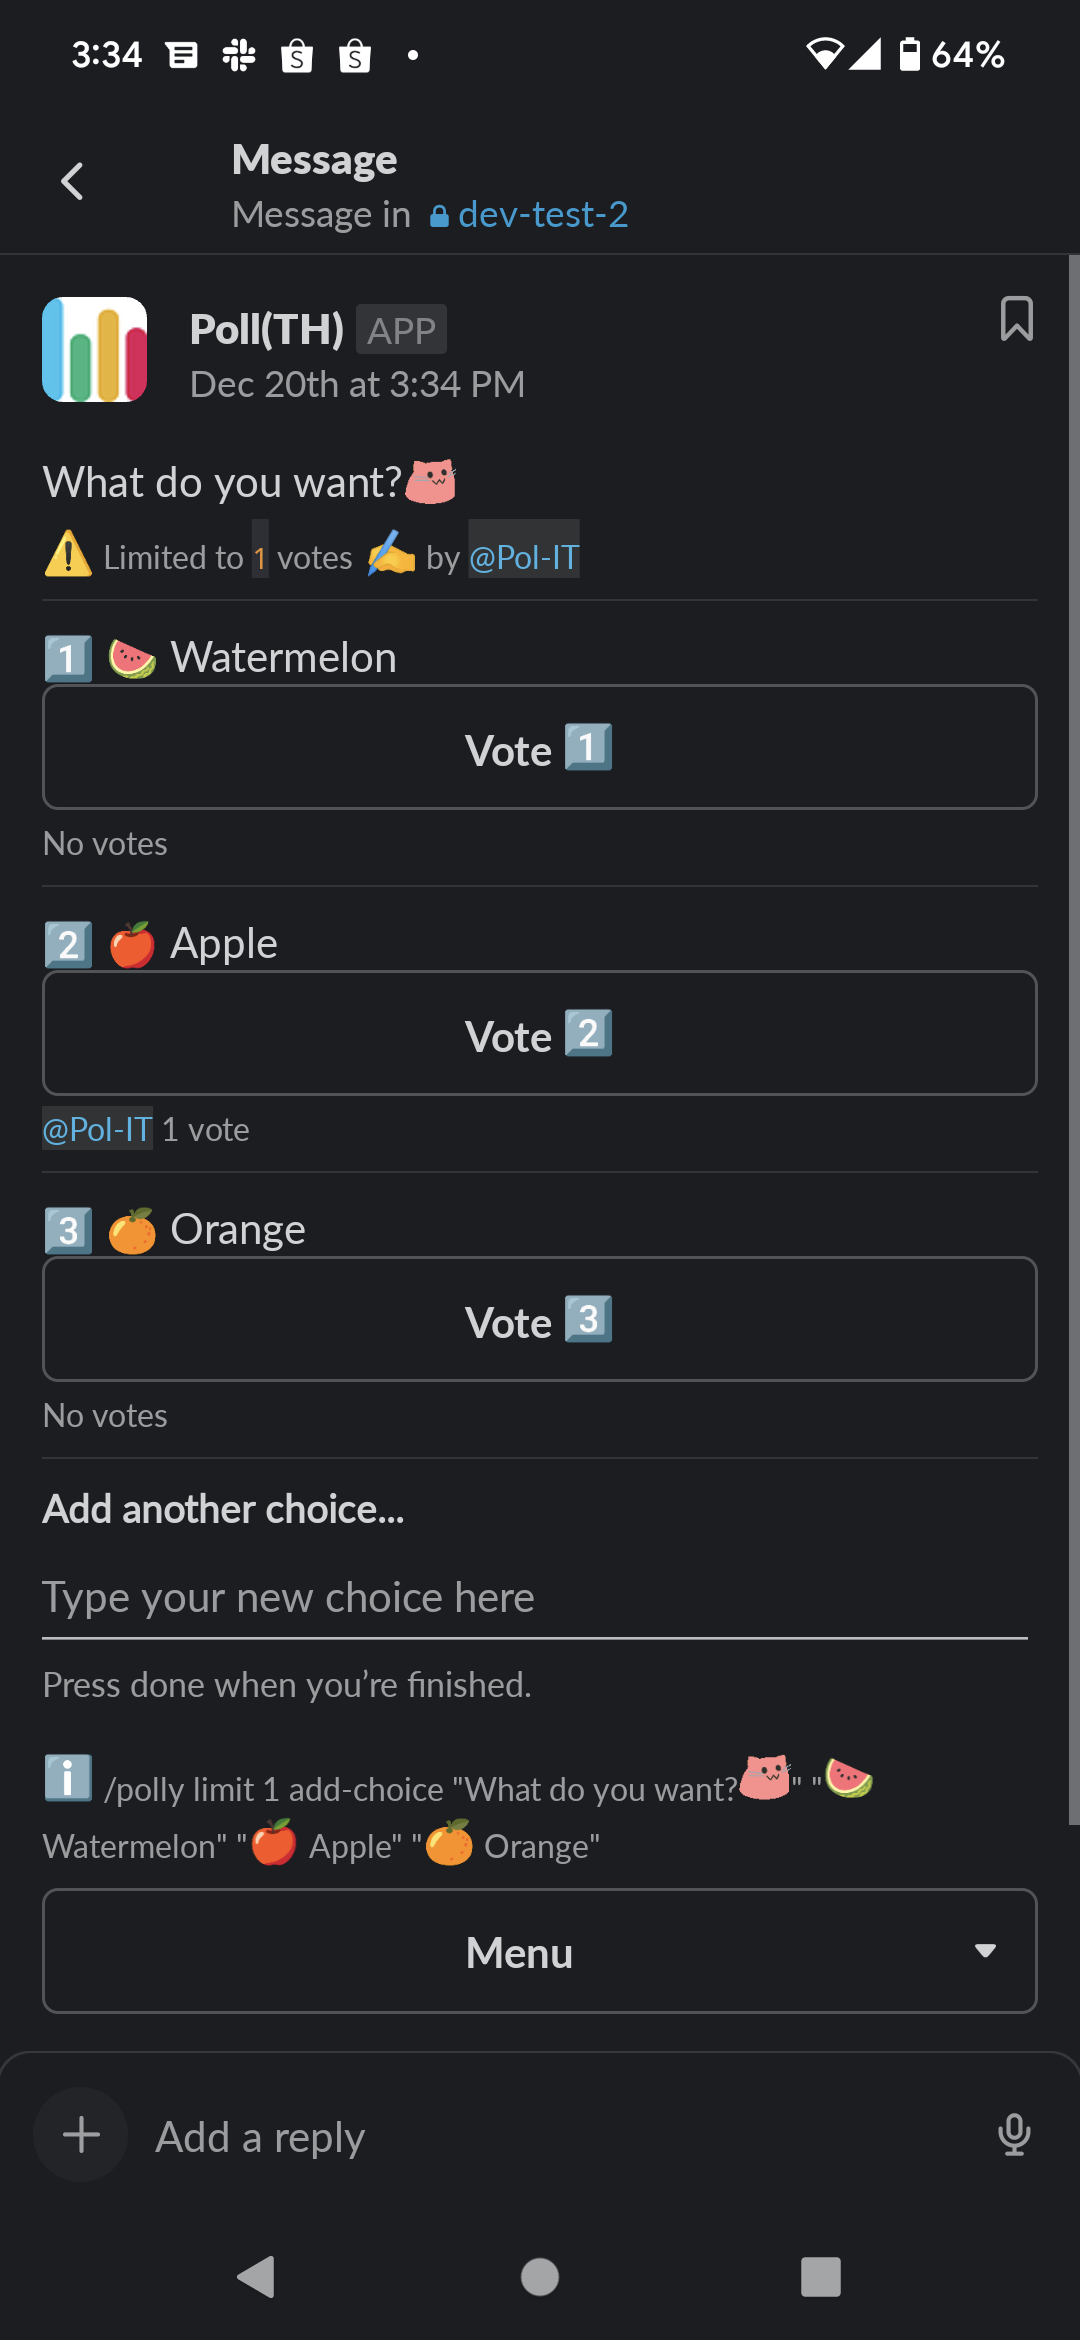 3:34 64%
Message
Message in dev-test-2
Poll(TH) APP
Dec 20th at 3:34 PM
What do you want?
⚠️ Limited to 1 votes ✍️ by @Pol-IT
1️⃣ 🍉 Watermelon
Vote 1️⃣
No votes
2️⃣ 🍎 Apple
Vote 2️⃣
@Pol-IT 1 vote
3️⃣ 🍊 Orange
Vote 3️⃣
No votes
Add another choice...
Type your new choice here
Press done when you’re finished.
ℹ️ /polly limit 1 add-choice "What do you want?" "🍉
Watermelon" "🍎 Apple" "🍊 Orange"
Menu
Add a reply